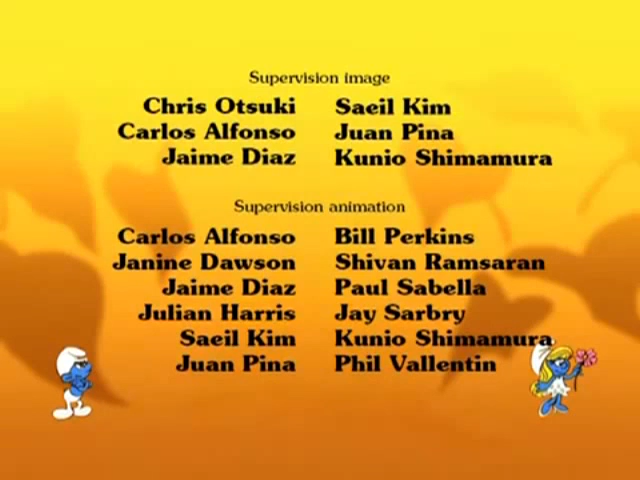 Supervision image
Chris Otsuki Saeil Kim
Carlos Alfonso Juan Pina
Jaime Diaz Kunio Shimamura
Supervision animation
Carlos Alfonso Bill Perkins
Janine Dawson Shivan Ramsaran
Jaime Diaz Paul Sabella
Julian Harris Jay Sarbry
Saeil Kim Kunio Shimamura
Juan Pina Phil Vallentin